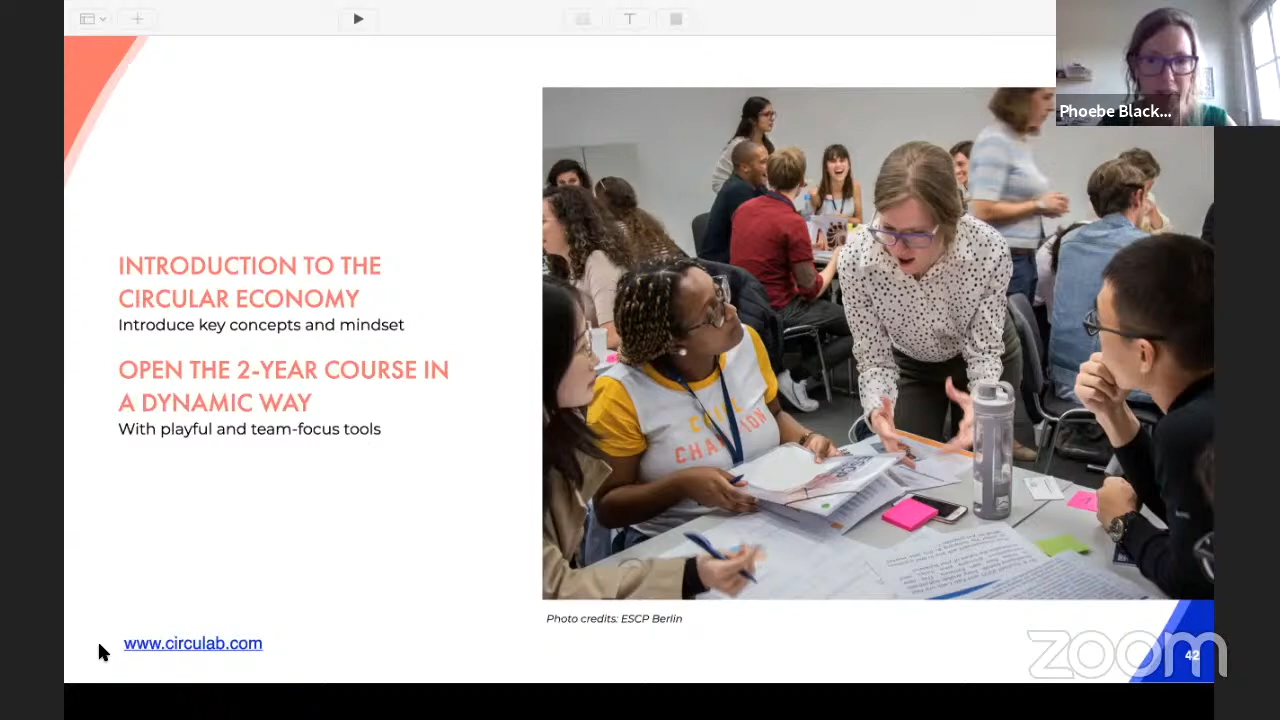 Phoebe Black...
INTRODUCTION TO THE
CIRCULAR ECONOMY
Introduce key concepts and mindset
OPEN THE 2-YEAR COURSE IN
A DYNAMIC WAY
With playful and team-focus tools
Photo credits: ESCP Berlin
www.circulab.com
zoom
42